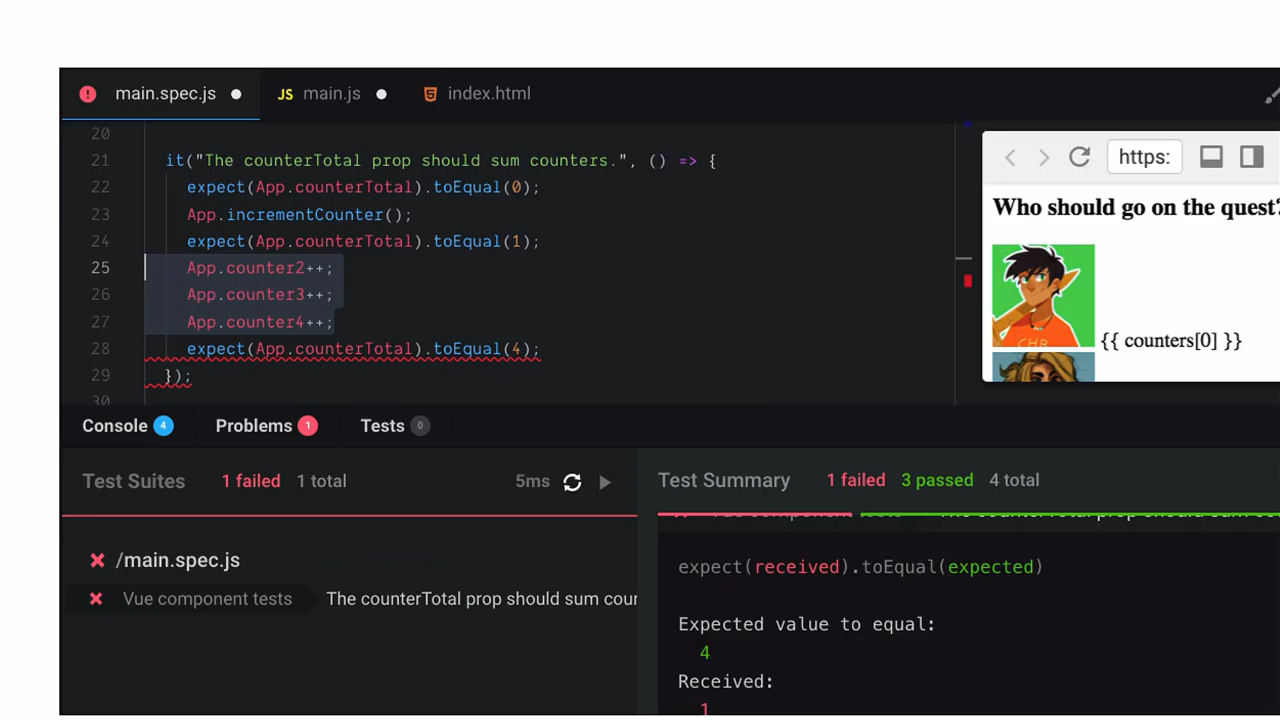 main.spec.js
JS main.js
index.html
20
21 it("The counterTotal prop should sum counters.", () => {
22 expect(App.counterTotal).toEqual(0);
23 App.incrementCounter();
24 expect(App.counterTotal).toEqual(1);
25 App.counter2++;
26 App.counter3++;
27 App.counter4++;
28 expect(App.counterTotal).toEqual(4);
29 });
30
https:
Who should go on the quest?
CHB
{{ counters[0] }}
Console 4
Problems 1
Tests 0
Test Suites 1 failed 1 total 5ms
/main.spec.js
Vue component tests The counterTotal prop should sum cour
Test Summary 1 failed 3 passed 4 total
expect(received).toEqual(expected)
Expected value to equal:
4
Received:
1